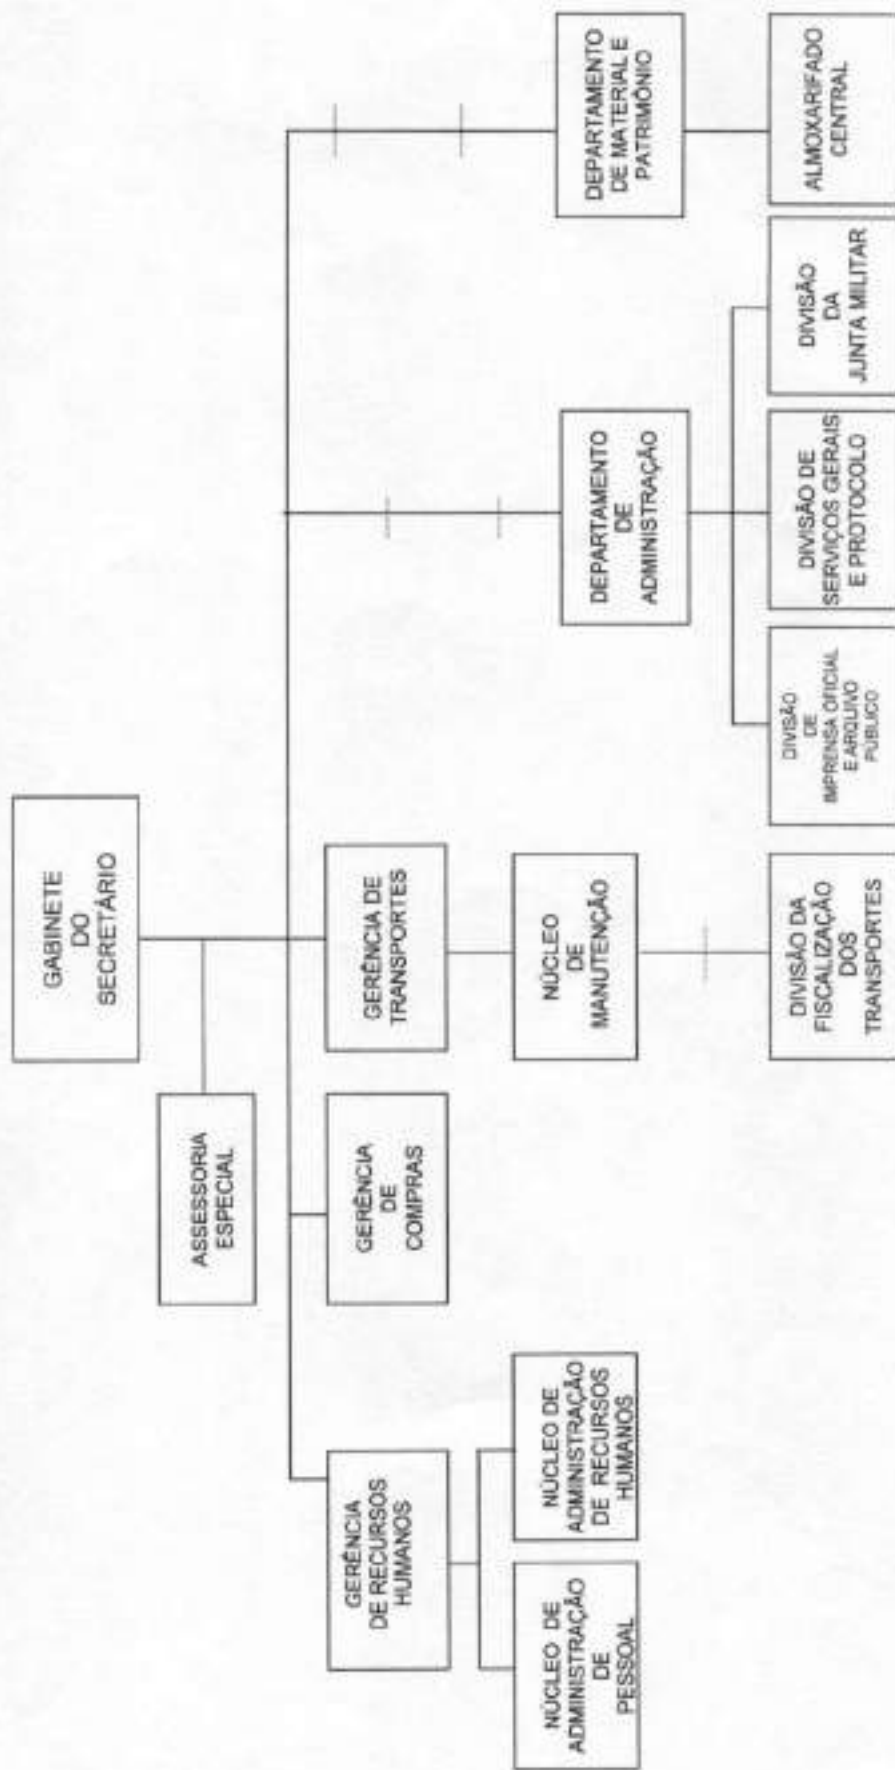 GABINETE
DO
SECRETÁRIO
ASSESSORIA
ESPECIAL
GERÊNCIA
DE RECURSOS
HUMANOS
GERÊNCIA
DE
COMPRAS
GERÊNCIA DE
TRANSPORTES
NÚCLEO DE
ADMINISTRAÇÃO
DE
PESSOAL
NÚCLEO DE
ADMINISTRAÇÃO
DE RECURSOS
HUMANOS
NÚCLEO
DE
MANUTENÇÃO
DEPARTAMENTO
DE
ADMINISTRAÇÃO
DEPARTAMENTO
DE MATERIAL E
PATRIMÔNIO
DIVISÃO DA
FISCALIZAÇÃO
DOS
TRANSPORTES
DIVISÃO
DE
IMPRENSA OFICIAL
E ARQUIVO
PÚBLICO
DIVISÃO DE
SERVIÇOS GERAIS
E PROTOCOLO
DIVISÃO
DA
JUNTA MILITAR
ALMOXARIFADO
CENTRAL